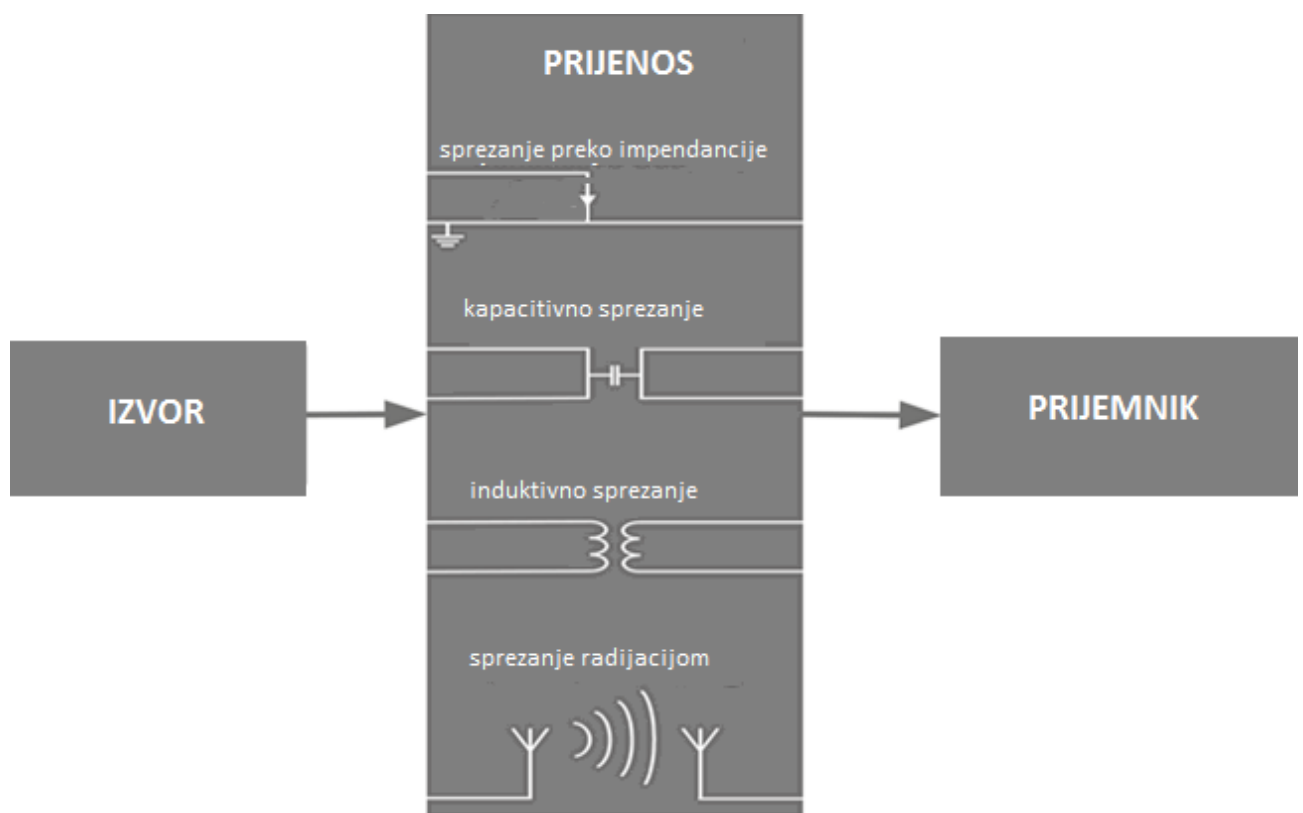 PRIJENOS
sprezanje preko impendancije
kapacitivno sprezanje
IZVOR
PRIJEMNIK
induktivno sprezanje
sprezanje radijacijom